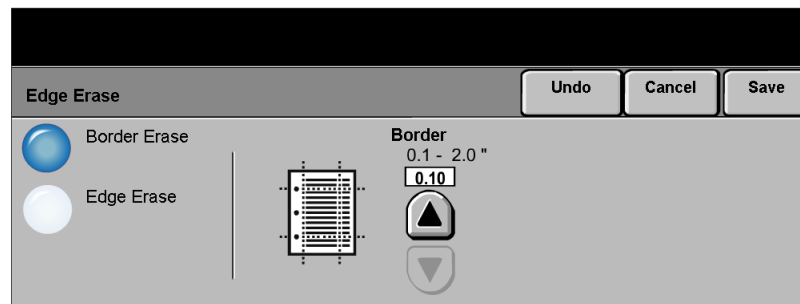 Edge Erase
Undo
Cancel
Save
Border Erase
Edge Erase
Border
0.1 - 2.0 "
0.10